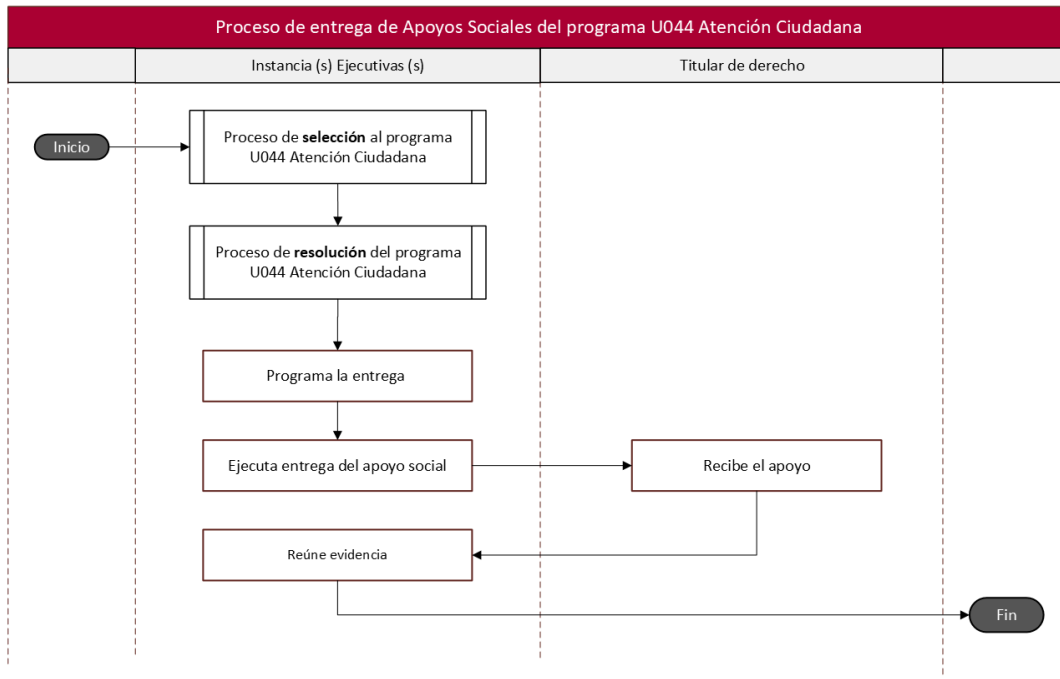 Proceso de entrega de Apoyos Sociales del programa U044 Atención Ciudadana
Instancia (s) Ejecutivas (s)
Titular de derecho
Inicio
Proceso de selección al programa
U044 Atención Ciudadana
Proceso de resolución del programa
U044 Atención Ciudadana
Programa la entrega
Ejecuta entrega del apoyo social
Recibe el apoyo
Reúne evidencia
Fin